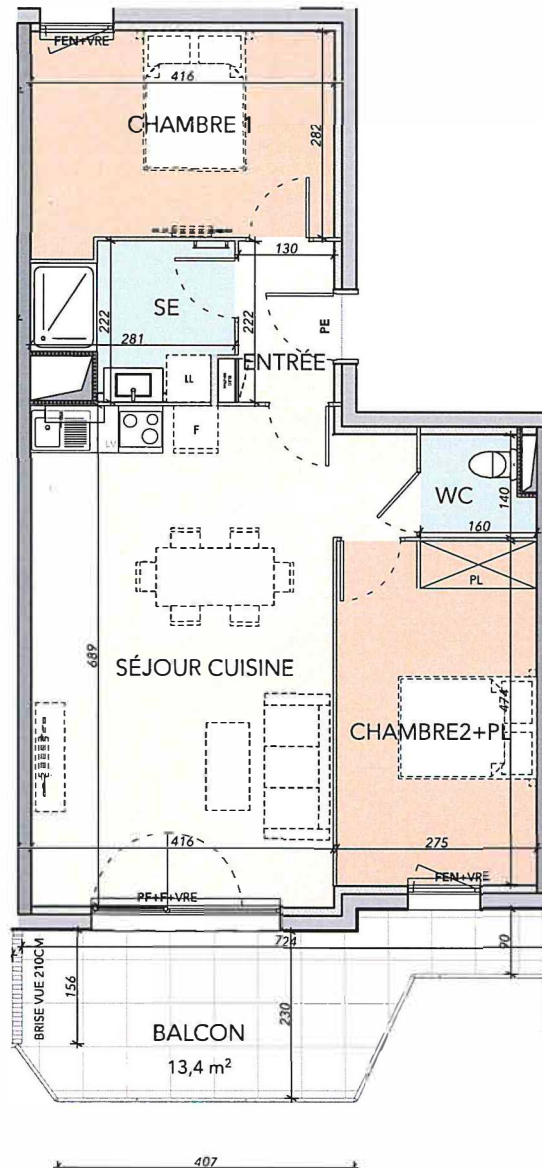 FEN+VRE
416
CHAMBRE 1
282
130
SE
222
281
222
PE
ENTRÉE
LL
LV
F
WC
140
160
PL
689
SÉJOUR CUISINE
474
CHAMBRE2+PL
416
275
FEN+VRE
PF+F+VRE
724
90
BRISE VUE 210CM
156
230
BALCON
13,4 m²
407